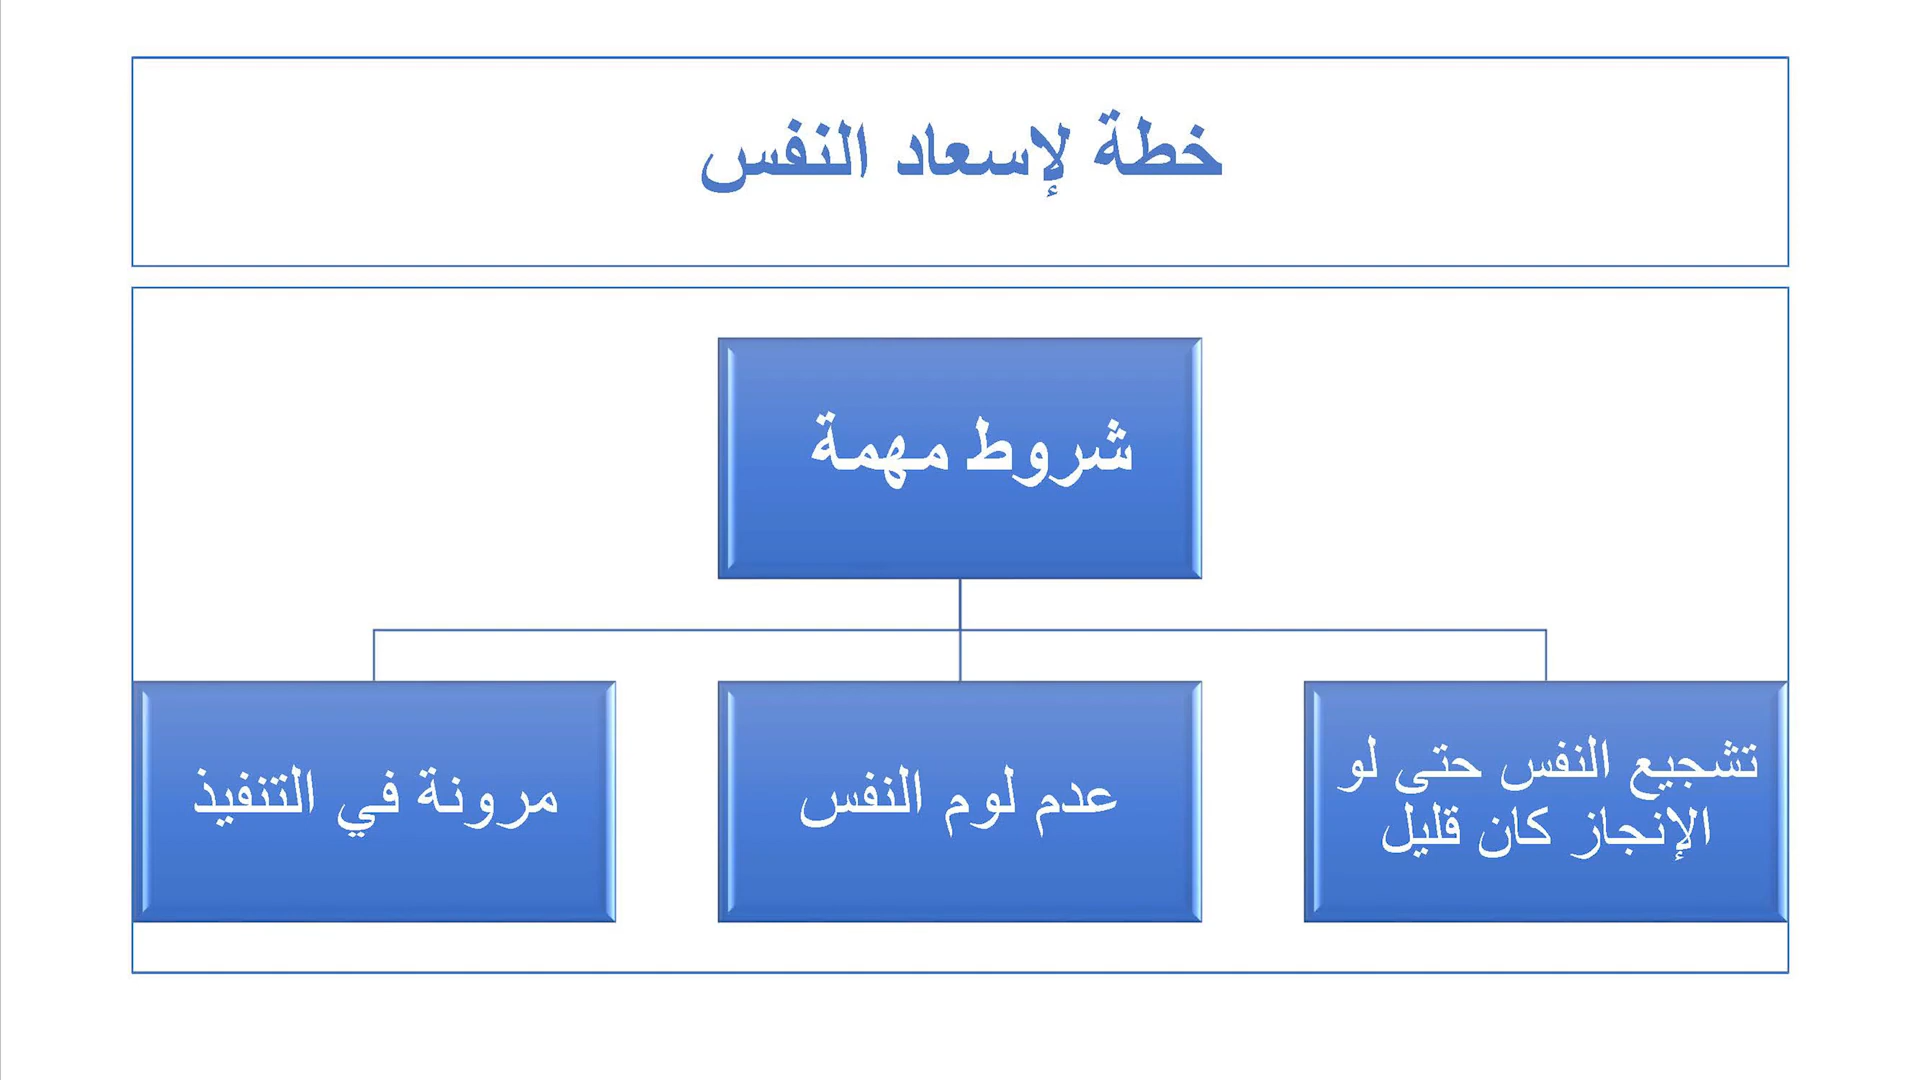 خطة لإسعاد النفس
شروط مهمة
تشجيع النفس حتى لو
الإنجاز كان قليل
عدم لوم النفس
مرونة في التنفيذ